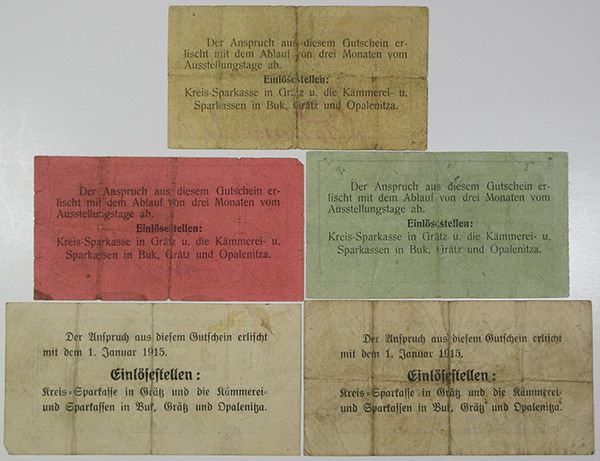 Der Anspruch aus diesem Gutschein er-
lischt mit dem Ablauf von drei Monaten vom
Ausstellungstage ab.
Einlösestellen:
Kreis-Sparkasse in Grätz u. die Kämmerei- u.
Sparkassen in Buk, Grätz und Opalenitza.
Der Anspruch aus diesem Gutschein er-
lischt mit dem Ablauf von drei Monaten vom
Ausstellungstage ab.
Einlösestellen:
Kreis-Sparkasse in Grätz u. die Kämmerei- u.
Sparkassen in Buk, Grätz und Opalenitza.
Der Anspruch aus diesem Gutschein er-
lischt mit dem Ablauf von drei Monaten vom
Ausstellungstage ab.
Einlösestellen:
Kreis-Sparkasse in Grätz u. die Kämmerei- u.
Sparkassen in Buk, Grätz und Opalenitza.
Der Anspruch aus diesem Gutschein erlischt
mit dem 1. Januar 1915.
Einlösestellen:
Kreis-Sparkasse in Grätz und die Kämmerei-
und Sparkassen in Buk, Grätz und Opalenitza.
Der Anspruch aus diesem Gutschein erlischt
mit dem 1. Januar 1915.
Einlösestellen:
Kreis-Sparkasse in Grätz und die Kämmerei-
und Sparkassen in Buk, Grätz und Opalenitza.